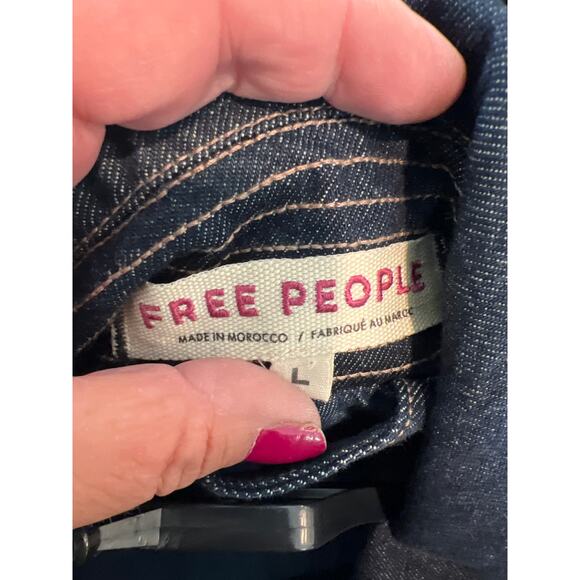 FREE PEOPLE
MADE IN MOROCCO / FABRIQUÉ AU MAROC
L